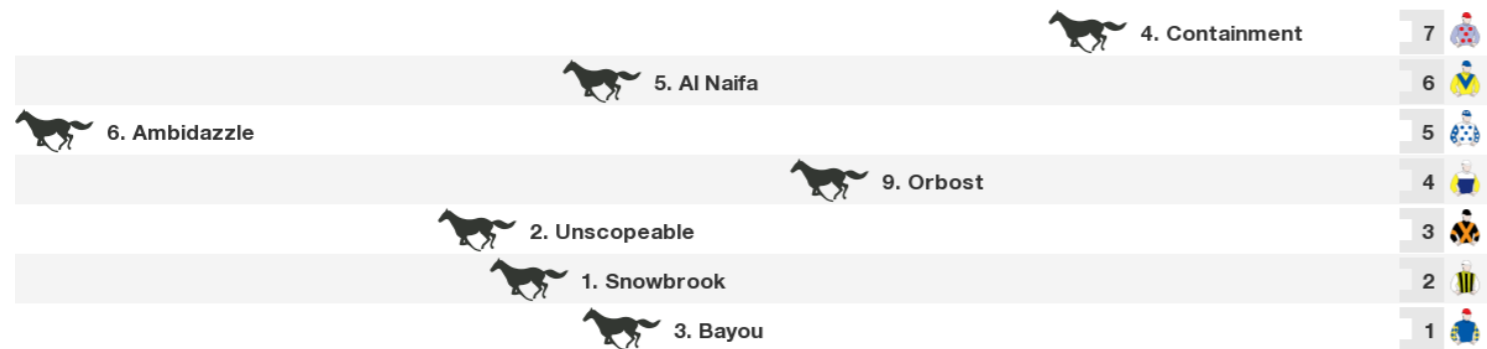 4. Containment 7
5. Al Naifa 6
6. Ambidazzle 5
9. Orbost 4
2. Unscopeable 3
1. Snowbrook 2
3. Bayou 1